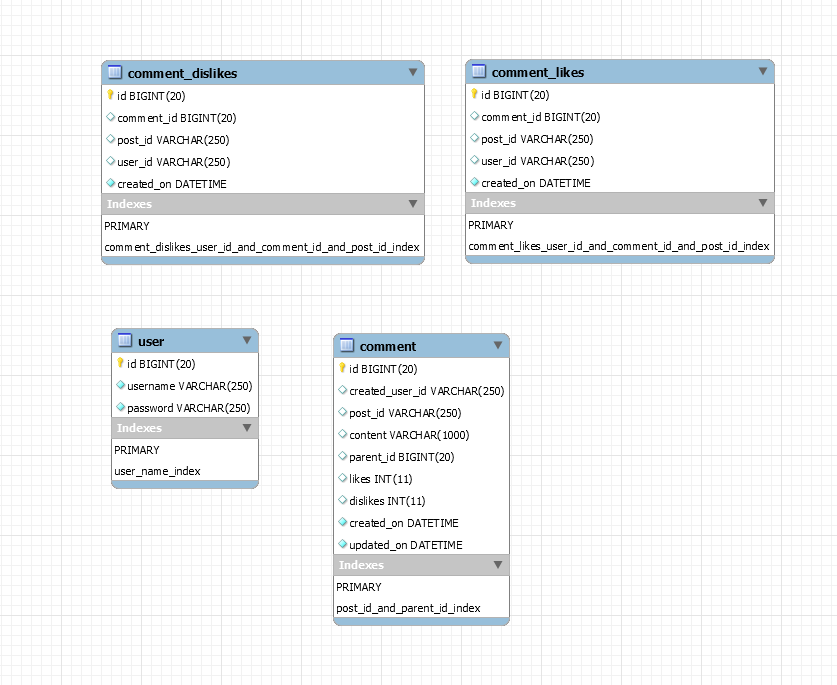 comment_dislikes
id BIGINT(20)
comment_id BIGINT(20)
post_id VARCHAR(250)
user_id VARCHAR(250)
created_on DATETIME
Indexes
PRIMARY
comment_dislikes_user_id_and_comment_id_and_post_id_index
comment_likes
id BIGINT(20)
comment_id BIGINT(20)
post_id VARCHAR(250)
user_id VARCHAR(250)
created_on DATETIME
Indexes
PRIMARY
comment_likes_user_id_and_comment_id_and_post_id_index
user
id BIGINT(20)
username VARCHAR(250)
password VARCHAR(250)
Indexes
PRIMARY
user_name_index
comment
id BIGINT(20)
created_user_id VARCHAR(250)
post_id VARCHAR(250)
content VARCHAR(1000)
parent_id BIGINT(20)
likes INT(11)
dislikes INT(11)
created_on DATETIME
updated_on DATETIME
Indexes
PRIMARY
post_id_and_parent_id_index